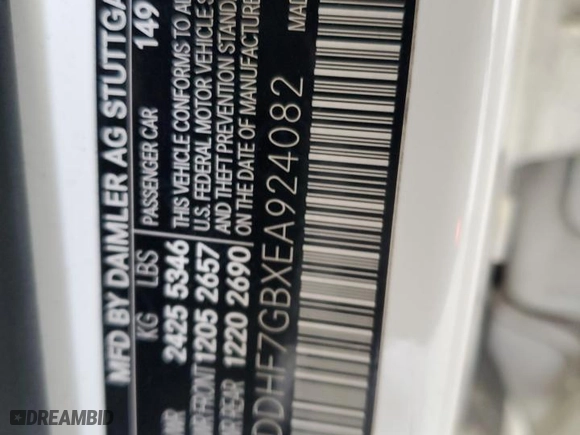 MFD BY DAIMLER AG STUTTGA
149
KG LBS PASSENGER CAR
2425 5346
1205 2657
1220 2690
THIS VEHICLE CONFORMS TO
U.S. FEDERAL MOTOR VEHICLE
AND THEFT PREVENTION STAND
ON THE DATE OF MANUFACTUR
DDHF7GBXEA924082
MAD
DREAMBID